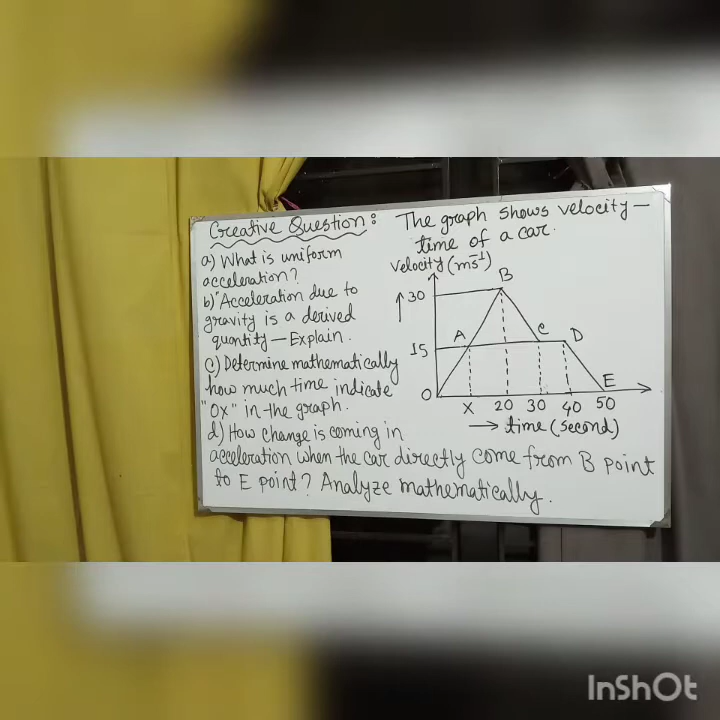 Creative Question:
a) What is uniform
acceleration?
b) "Acceleration due to
gravity is a derived
quantity — Explain.
C) Determine mathematically
how much time indicate
"OX" in the graph.
d) How change is coming in
acceleration when the car directly come from B point
to E point? Analyze mathematically.
The graph shows velocity —
time of a car.
Velocity (ms⁻¹)
B
↑ 30
A
C
D
15
E
O
X 20 30 40 50
→ time (second)
InShOt